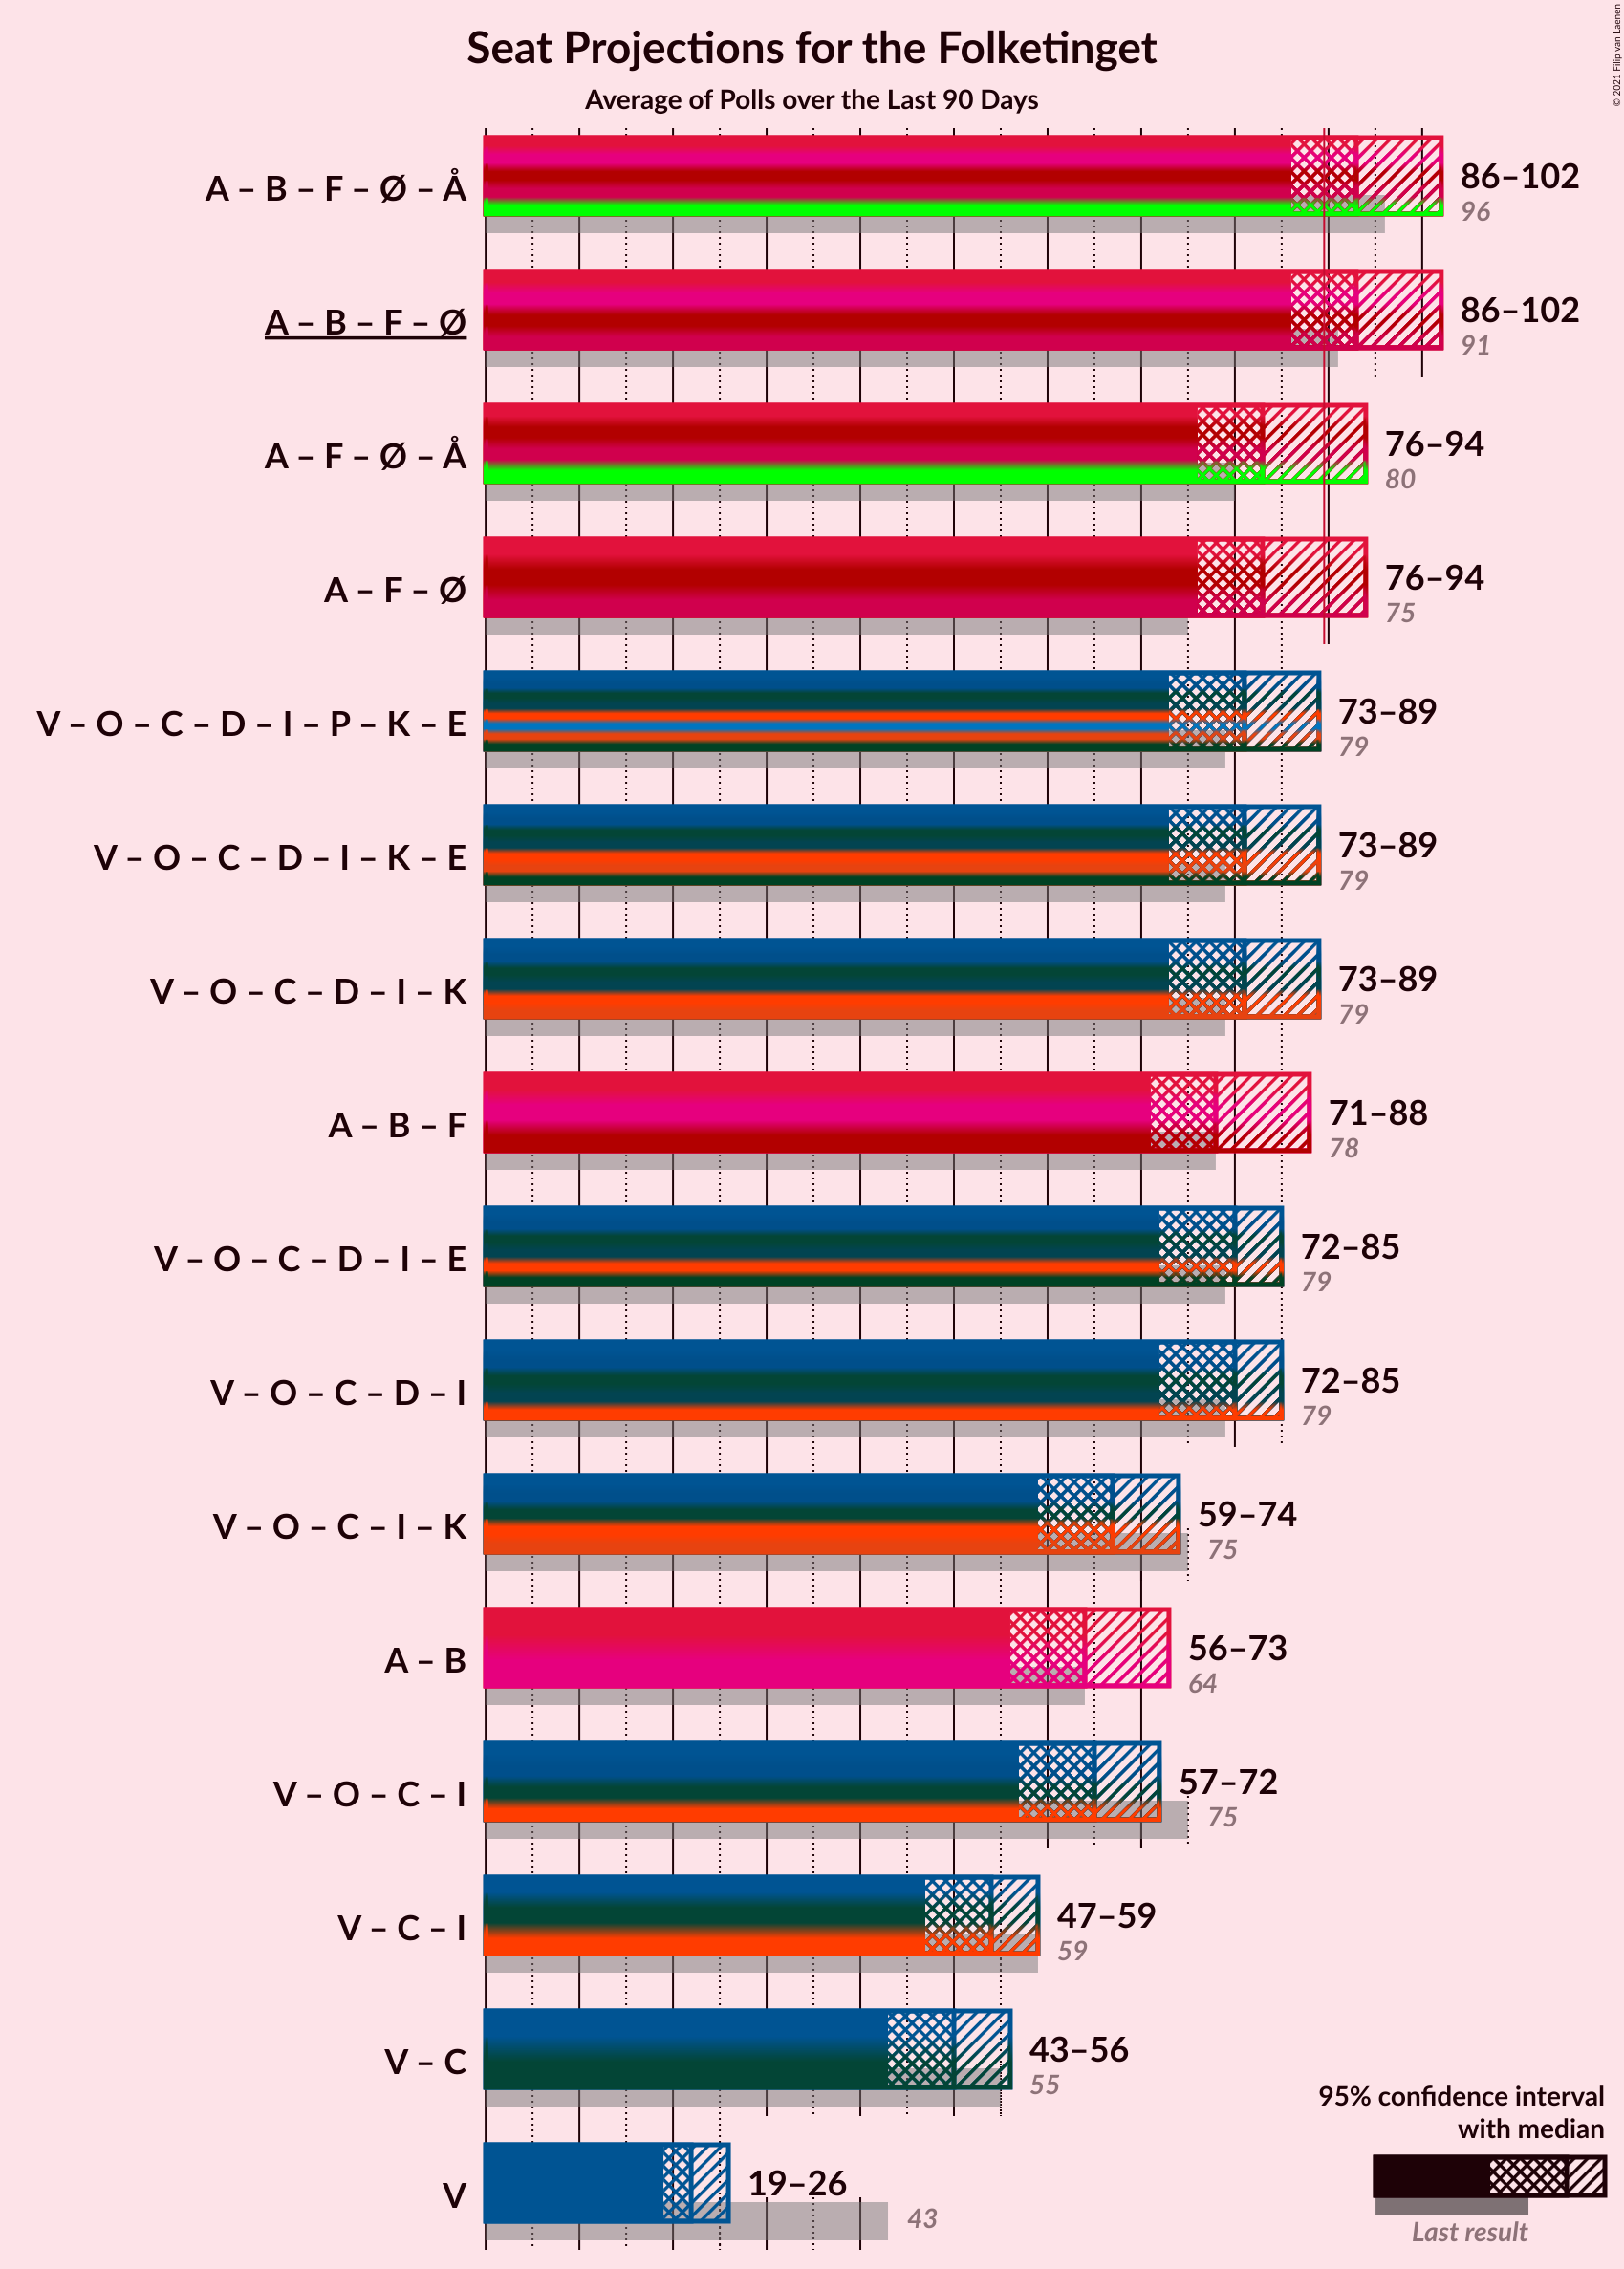 Seat Projections for the Folketinget
Average of Polls over the Last 90 Days
© 2021 Filip van Laenen
A – B – F – Ø – Å
86–102
96
A – B – F – Ø
86–102
91
A – F – Ø – Å
76–94
80
A – F – Ø
76–94
75
V – O – C – D – I – P – K – E
73–89
79
V – O – C – D – I – K – E
73–89
79
V – O – C – D – I – K
73–89
79
A – B – F
71–88
78
V – O – C – D – I – E
72–85
79
V – O – C – D – I
72–85
79
V – O – C – I – K
59–74
75
A – B
56–73
64
V – O – C – I
57–72
75
V – C – I
47–59
59
V – C
43–56
55
V
19–26
43
95% confidence interval
with median
Last result